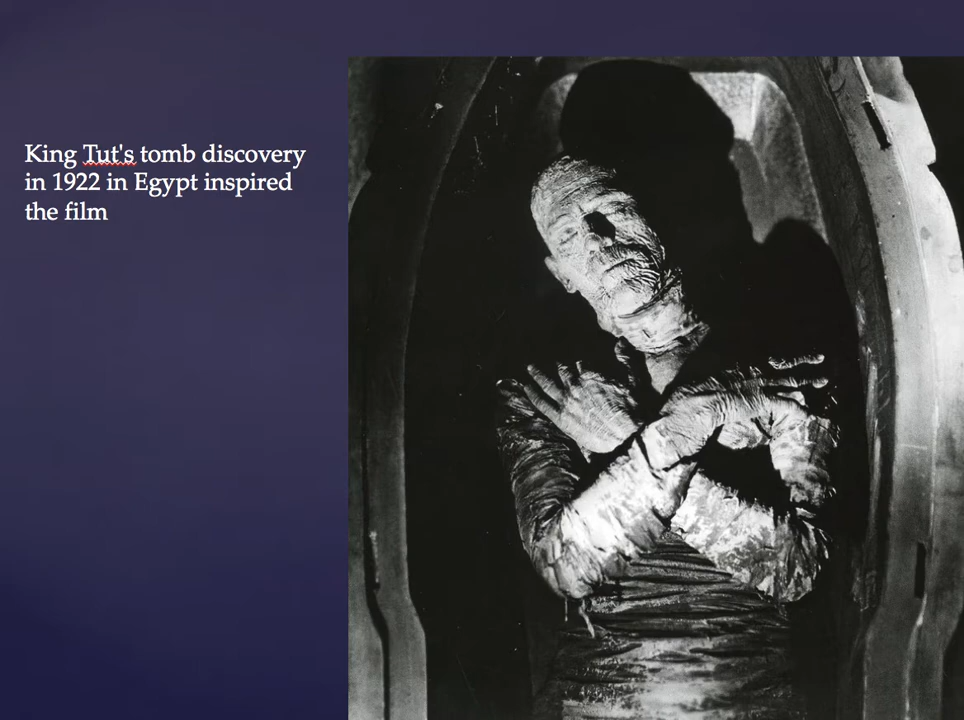 King Tut's tomb discovery
in 1922 in Egypt inspired
the film